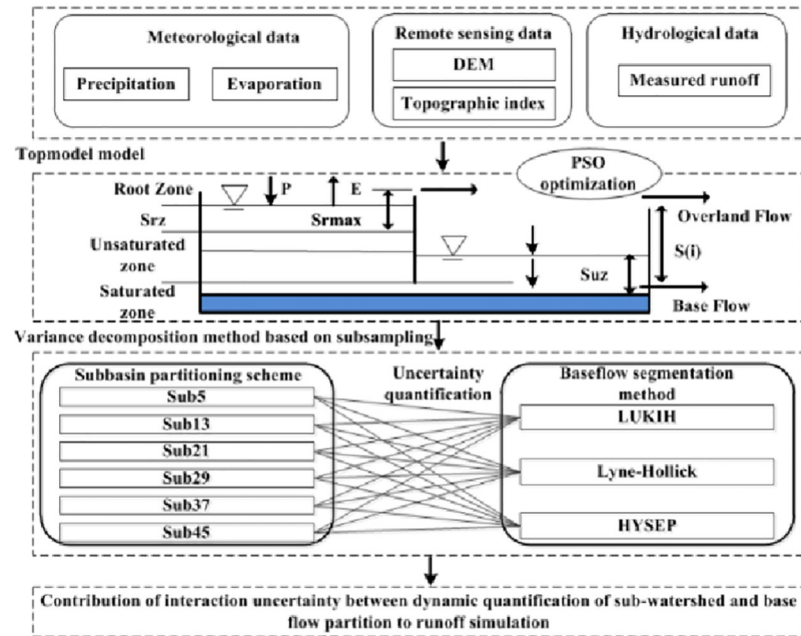 Meteorological data
Precipitation
Evaporation
Remote sensing data
DEM
Topographic index
Hydrological data
Measured runoff
Topmodel model
PSO
optimization
Root Zone
P
E
Srz
Srmax
Unsaturated
zone
Saturated
zone
Suz
Overland Flow
S(i)
Base Flow
Variance decomposition method based on subsampling
Subbasin partitioning scheme
Sub5
Sub13
Sub21
Sub29
Sub37
Sub45
Uncertainty
quantification
Baseflow segmentation
method
LUKIH
Lyne-Hollick
HYSEP
Contribution of interaction uncertainty between dynamic quantification of sub-watershed and base
flow partition to runoff simulation